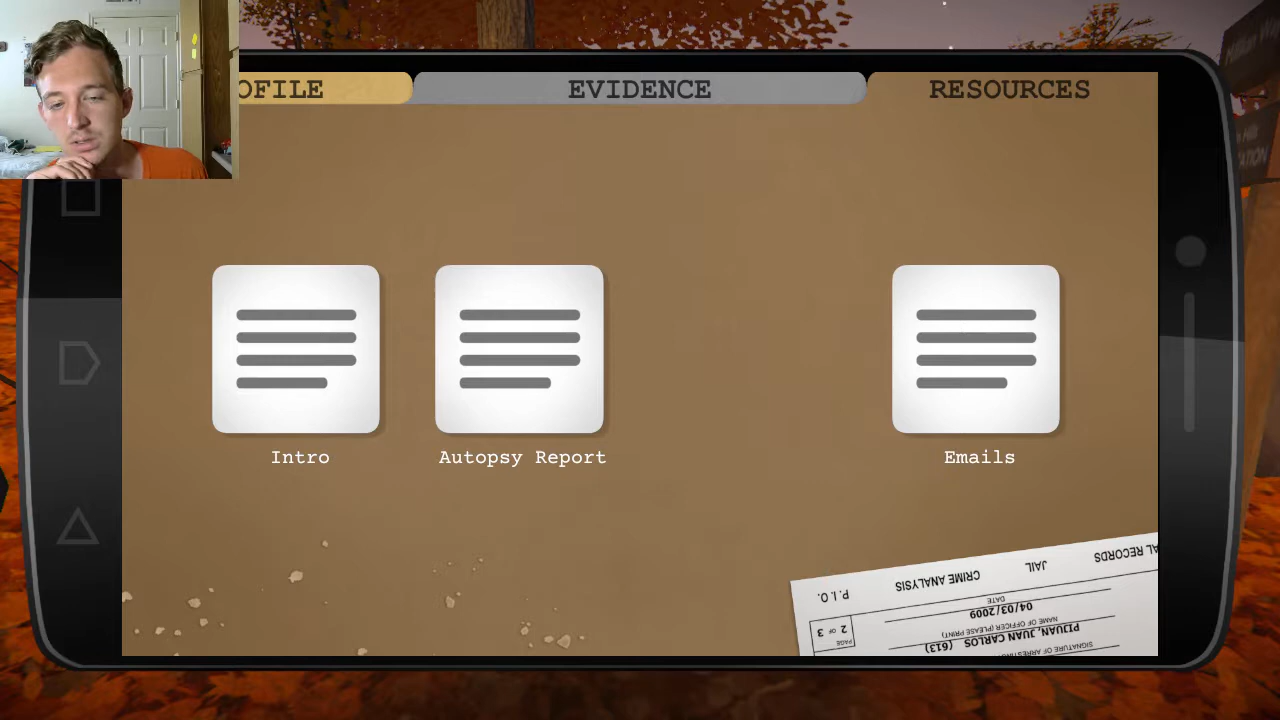 OFILE
EVIDENCE
RESOURCES
Intro
Autopsy Report
Emails
AL RECORDS
JAIL
CRIME ANALYSIS
P.I.O.
DATE
04/03/2009
NAME OF OFFICER (PLEASE PRINT)
PIJUAN, JUAN CARLOS (613)
PAGE
2 OF 3